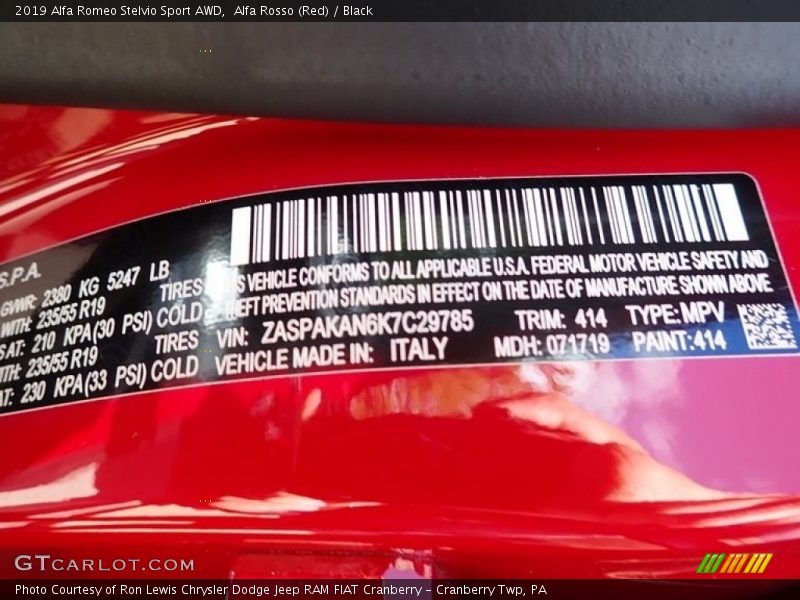 2019 Alfa Romeo Stelvio Sport AWD,  Alfa Rosso (Red) / Black
S.P.A.
GVWR: 2380 KG 5247 LB
WITH: 235/55 R19 TIRES
S AT: 210 KPA(30 PSI) COLD
WITH: 235/55 R19 TIRES
AT: 230 KPA(33 PSI) COLD
THIS VEHICLE CONFORMS TO ALL APPLICABLE U.S.A. FEDERAL MOTOR VEHICLE SAFETY AND
THEFT PREVENTION STANDARDS IN EFFECT ON THE DATE OF MANUFACTURE SHOWN ABOVE
VIN: ZASPAKAN6K7C29785 TRIM: 414 TYPE:MPV
VEHICLE MADE IN: ITALY MDH: 071719 PAINT:414
GTCARLOT.COM
Photo Courtesy of Ron Lewis Chrysler Dodge Jeep RAM FIAT Cranberry – Cranberry Twp, PA